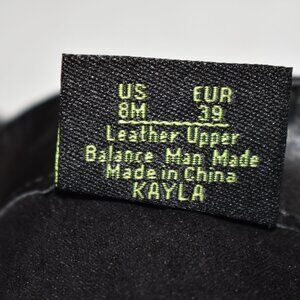 US EUR
8M 39
Leather Upper
Balance Man Made
Made in China
KAYLA